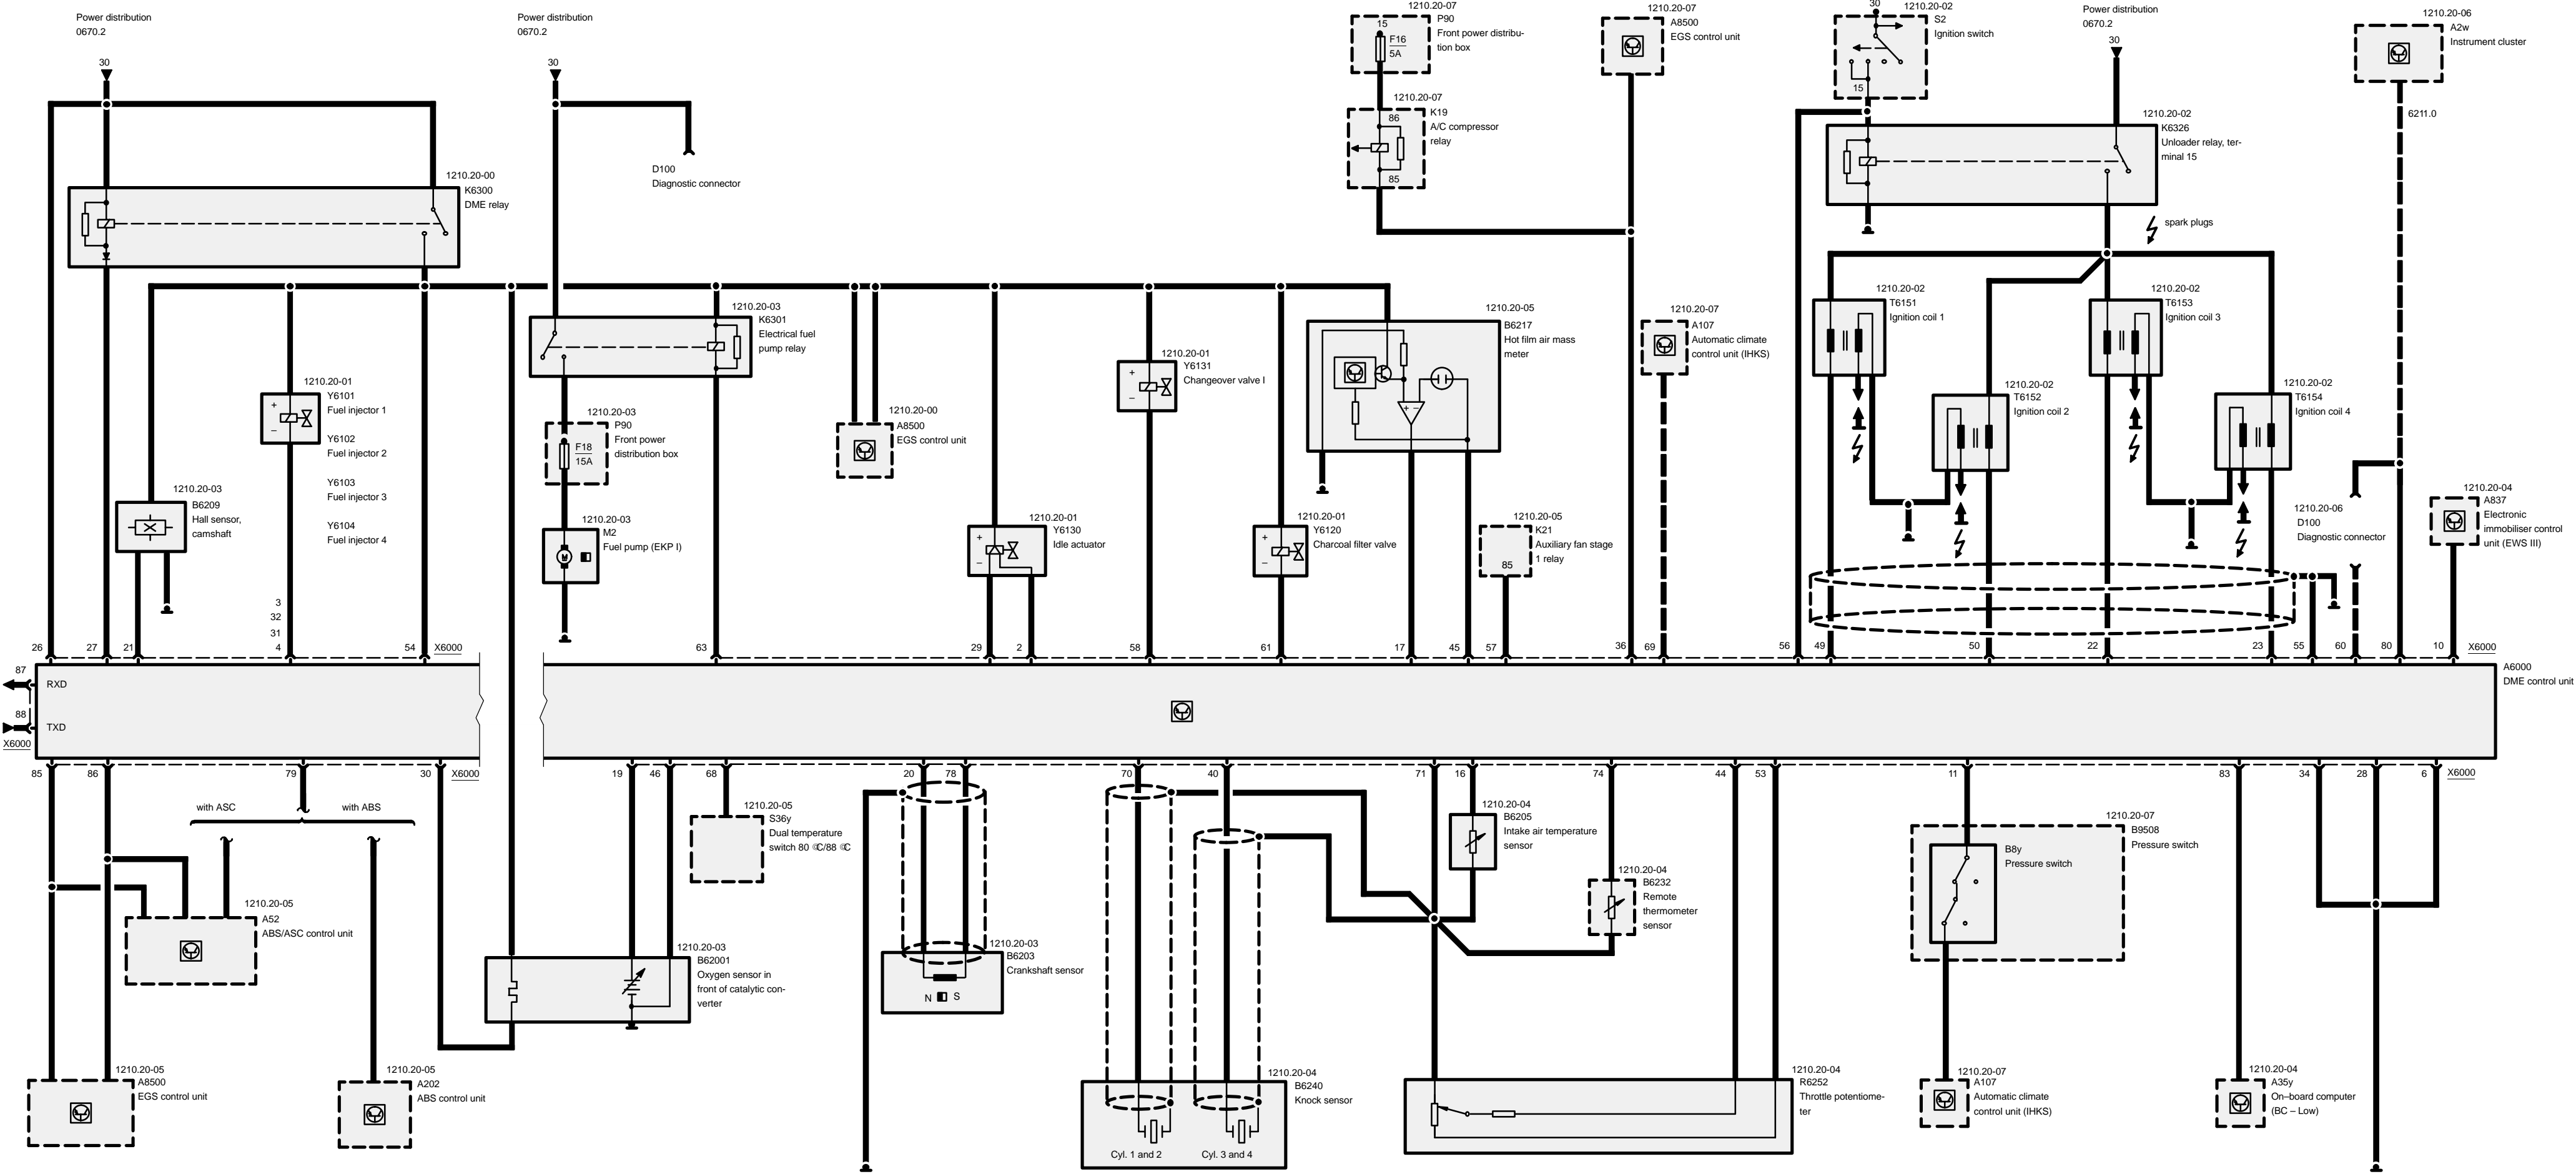 Power distribution
0670.2
30
1210.20-00
K6300
DME relay
Power distribution
0670.2
30
D100
Diagnostic connector
1210.20-07
P90
Front power distribu-
tion box
15
F16
5A
1210.20-07
K19
A/C compressor
relay
86
85
1210.20-07
A8500
EGS control unit
30
1210.20-02
S2
Ignition switch
15
Power distribution
0670.2
30
1210.20-02
K6326
Unloader relay, ter-
minal 15
spark plugs
1210.20-06
A2w
Instrument cluster
6211.0
1210.20-03
B6209
Hall sensor,
camshaft
1210.20-01
Y6101
Fuel injector 1
Y6102
Fuel injector 2
Y6103
Fuel injector 3
Y6104
Fuel injector 4
+
–
3
32
31
4
1210.20-03
K6301
Electrical fuel
pump relay
1210.20-03
P90
Front power
distribution box
F18
15A
1210.20-03
M2
Fuel pump (EKP I)
M
1210.20-00
A8500
EGS control unit
1210.20-01
Y6130
Idle actuator
+
–
1210.20-01
Y6131
Changeover valve I
+
–
1210.20-01
Y6120
Charcoal filter valve
+
–
1210.20-05
B6217
Hot film air mass
meter
+ –
1210.20-05
K21
Auxiliary fan stage
1 relay
85
1210.20-07
A107
Automatic climate
control unit (IHKS)
1210.20-02
T6151
Ignition coil 1
1210.20-02
T6152
Ignition coil 2
1210.20-02
T6153
Ignition coil 3
1210.20-02
T6154
Ignition coil 4
1210.20-06
D100
Diagnostic connector
1210.20-04
A837
Electronic
immobiliser control
unit (EWS III)
26
27
21
54
X6000
63
29
2
58
61
17
45
57
36
69
56
49
50
22
23
55
60
80
10
X6000
87
RXD
88
TXD
X6000
A6000
DME control unit
85
86
79
30
X6000
19
46
68
20
78
70
40
71
16
74
44
53
11
83
34
28
6
X6000
with ASC
with ABS
1210.20-05
A52
ABS/ASC control unit
1210.20-05
A8500
EGS control unit
1210.20-05
A202
ABS control unit
1210.20-03
B62001
Oxygen sensor in
front of catalytic con-
verter
1210.20-05
S36y
Dual temperature
switch 80 ©C/88 ©C
1210.20-03
B6203
Crankshaft sensor
N
S
1210.20-04
B6240
Knock sensor
Cyl. 1 and 2
Cyl. 3 and 4
1210.20-04
B6205
Intake air temperature
sensor
1210.20-04
B6232
Remote
thermometer
sensor
1210.20-04
R6252
Throttle potentiome-
ter
1210.20-07
B9508
Pressure switch
B8y
Pressure switch
1210.20-07
A107
Automatic climate
control unit (IHKS)
1210.20-04
A35y
On–board computer
(BC – Low)